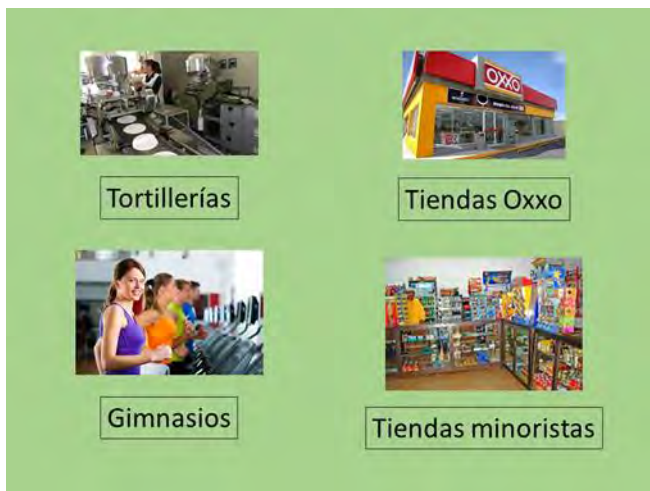 OXXO
Tortillerías
Tiendas Oxxo
Gimnasios
Tiendas minoristas